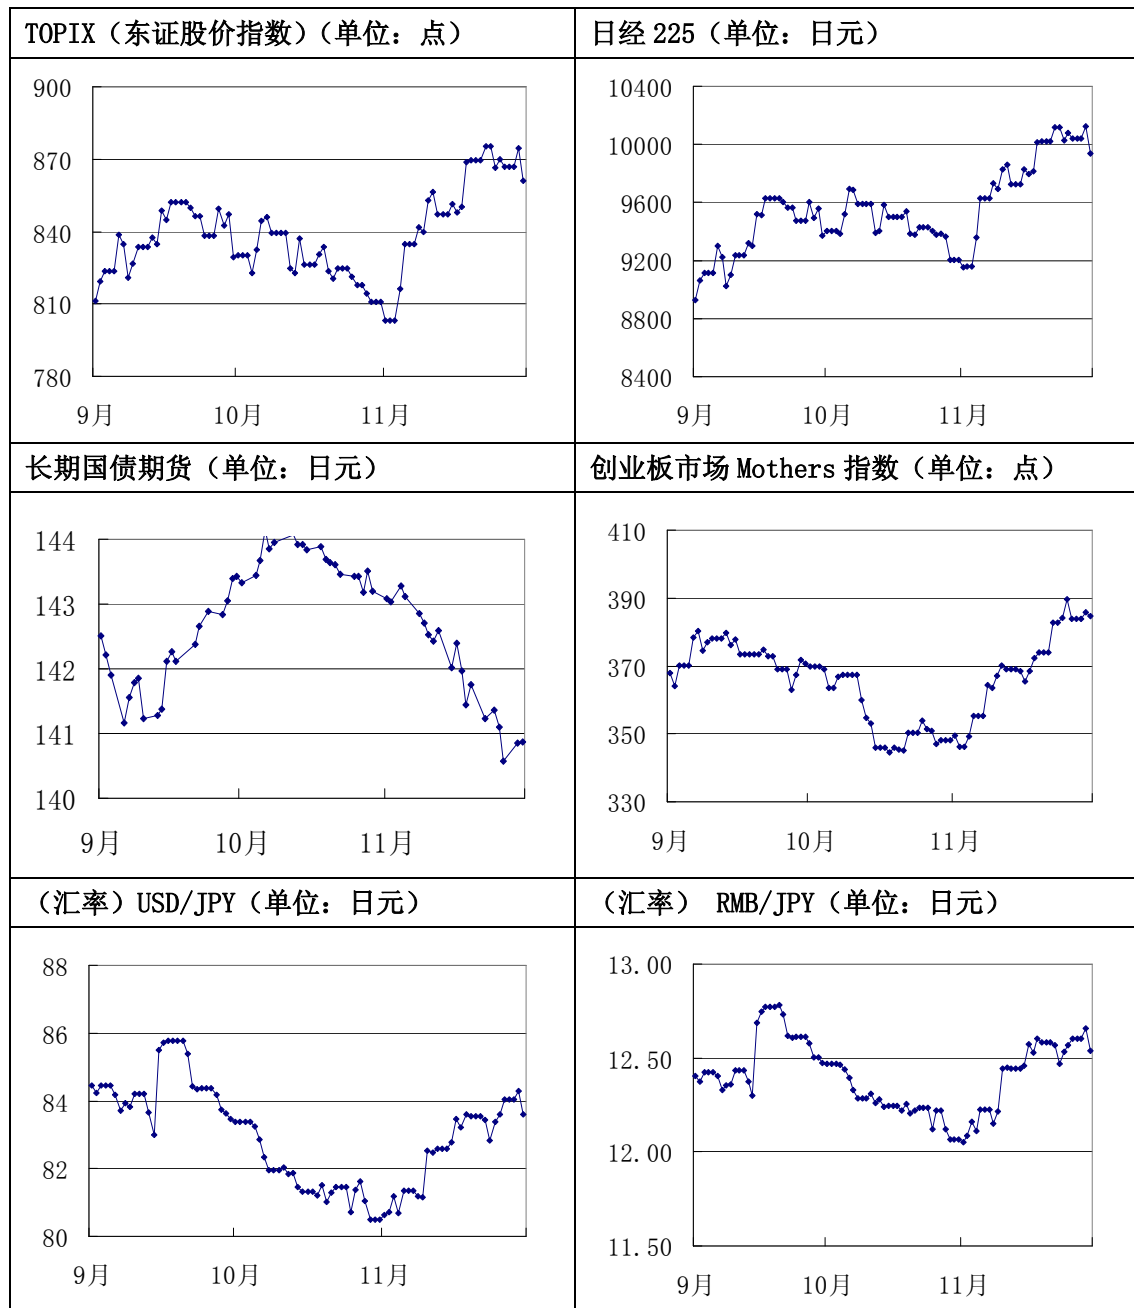 TOPIX（东证股价指数）（单位：点）
900
870
840
810
780
9月
10月
11月
日经 225（单位：日元）
10400
10000
9600
9200
8800
8400
9月
10月
11月
长期国债期货（单位：日元）
144
143
142
141
140
9月
10月
11月
创业板市场 Mothers 指数（单位：点）
410
390
370
350
330
9月
10月
11月
（汇率）USD/JPY（单位：日元）
88
86
84
82
80
9月
10月
11月
（汇率） RMB/JPY（单位：日元）
13.00
12.50
12.00
11.50
9月
10月
11月